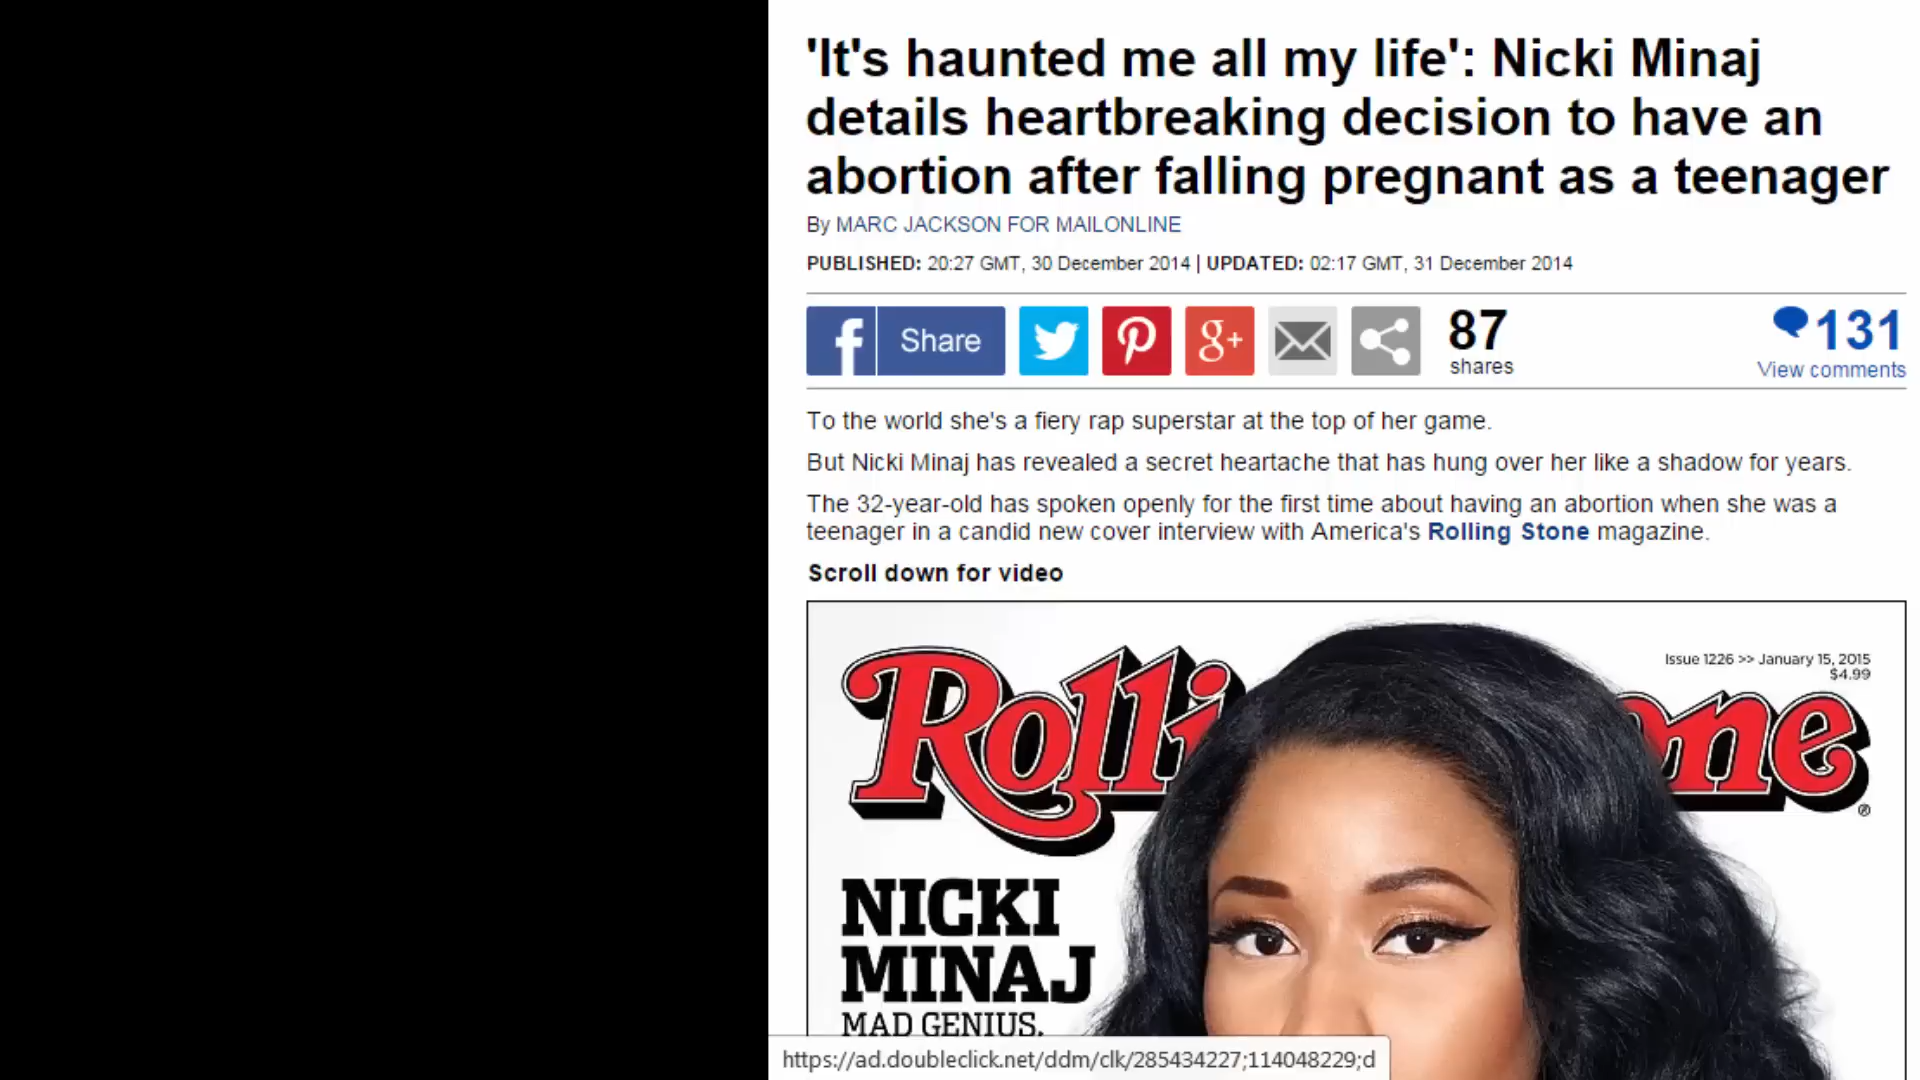 'It's haunted me all my life': Nicki Minaj
details heartbreaking decision to have an
abortion after falling pregnant as a teenager
By MARC JACKSON FOR MAILONLINE
PUBLISHED: 20:27 GMT, 30 December 2014 | UPDATED: 02:17 GMT, 31 December 2014
f Share g+ 87 shares
131 View comments
To the world she's a fiery rap superstar at the top of her game.
But Nicki Minaj has revealed a secret heartache that has hung over her like a shadow for years.
The 32-year-old has spoken openly for the first time about having an abortion when she was a
teenager in a candid new cover interview with America's Rolling Stone magazine.
Scroll down for video
Issue 1226 >> January 15, 2015
$4.99
Rolli one ®
NICKI
MINAJ
MAD GENIUS.
https://ad.doubleclick.net/ddm/clk/285434227;114048229;d